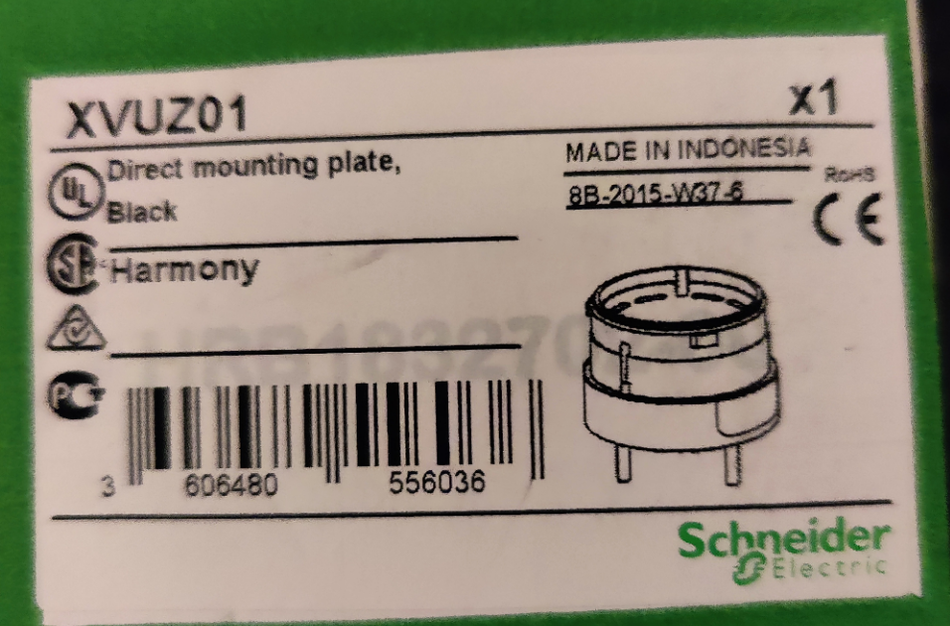 XVUZ01 x1
Direct mounting plate,
Black
MADE IN INDONESIA
8B-2015-W37-6
RoHS
CE
UL
Harmony
3 606480 556036
Schneider
Electric